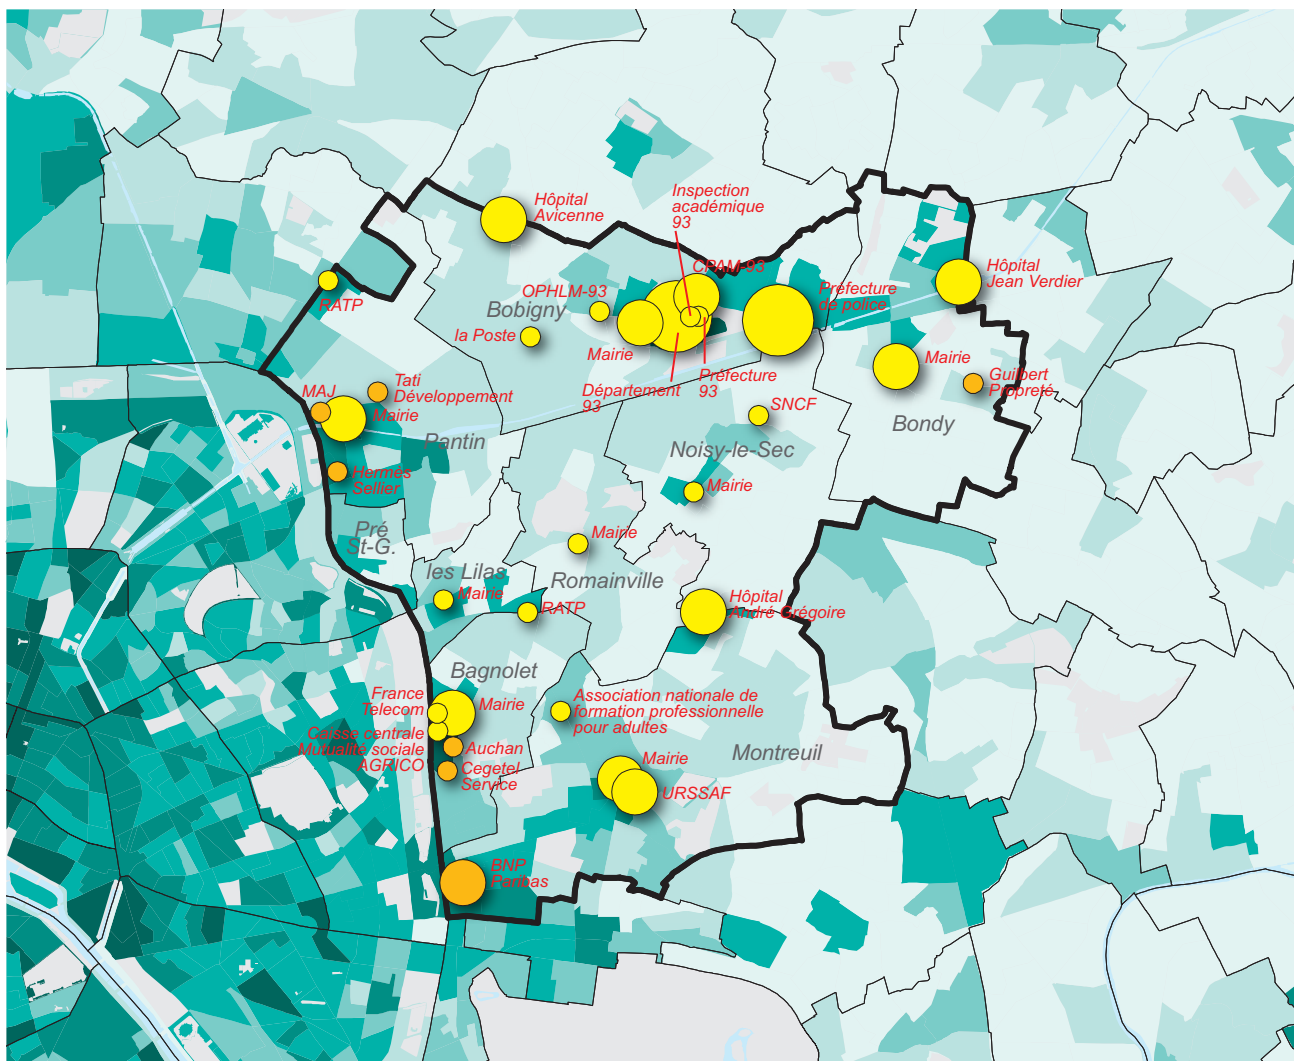 Hôpital
Avicenne
Inspection
académique
93
CPAM-93
Hôpital
Jean Verdier
RATP
OPHLM-93
Bobigny
Préfecture
de police
la Poste
Mairie
Mairie
Département
93
Préfecture
93
Guilbert
Propreté
MAJ
Tati
Développement
Mairie
SNCF
Bondy
Pantin
Noisy-le-Sec
Hermès
Sellier
Mairie
Pré
St-G.
Mairie
les Lilas
Mairie
Romainville
RATP
Hôpital
André Grégoire
Bagnolet
France
Telecom
Mairie
Association nationale de
formation professionnelle
pour adultes
Caisse centrale
Mutualité sociale
AGRICO
Auchan
Cegetel
Service
Montreuil
Mairie
URSSAF
BNP
Paribas